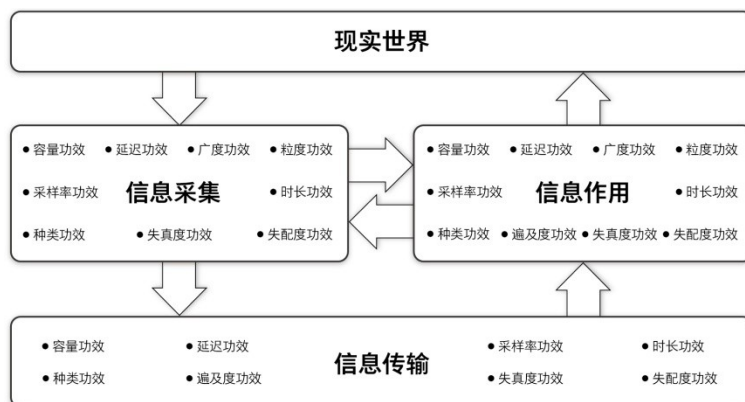 现实世界
● 容量功效 ● 延迟功效 ● 广度功效 ● 粒度功效
● 采样率功效 信息采集 ● 时长功效
● 种类功效 ● 失真度功效 ● 失配度功效
● 容量功效 ● 延迟功效 ● 广度功效 ● 粒度功效
● 采样率功效 信息作用 ● 时长功效
● 种类功效 ● 遍及度功效 ● 失真度功效 ● 失配度功效
● 容量功效 ● 延迟功效 ● 采样率功效 ● 时长功效
信息传输
● 种类功效 ● 遍及度功效 ● 失真度功效 ● 失配度功效